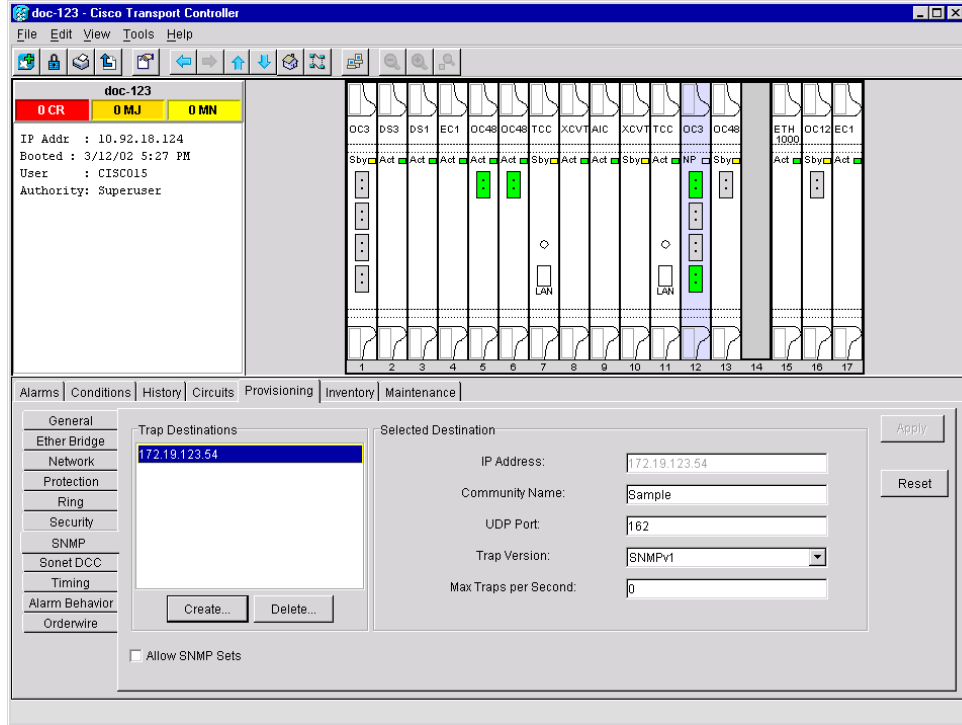 doc-123 - Cisco Transport Controller
File Edit View Tools Help
doc-123
0 CR 0 MJ 0 MN
IP Addr : 10.92.18.124
Booted : 3/12/02 5:27 PM
User : CISCO15
Authority: Superuser
OC3 DS3 DS1 EC1 OC48 OC48 TCC XCVT AIC XCVT TCC OC3 OC48 ETH 1000 OC12 EC1
Sby Act Act Act Act Act Sby Act Act Sby Act NP Sby Act Sby Act
LAN LAN
1 2 3 4 5 6 7 8 9 10 11 12 13 14 15 16 17
Alarms Conditions History Circuits Provisioning Inventory Maintenance
General
Ether Bridge
Network
Protection
Ring
Security
SNMP
Sonet DCC
Timing
Alarm Behavior
Orderwire
Trap Destinations
172.19.123.54
Create... Delete...
Allow SNMP Sets
Selected Destination
IP Address: 172.19.123.54
Community Name: Sample
UDP Port: 162
Trap Version: SNMPv1
Max Traps per Second: 0
Apply
Reset